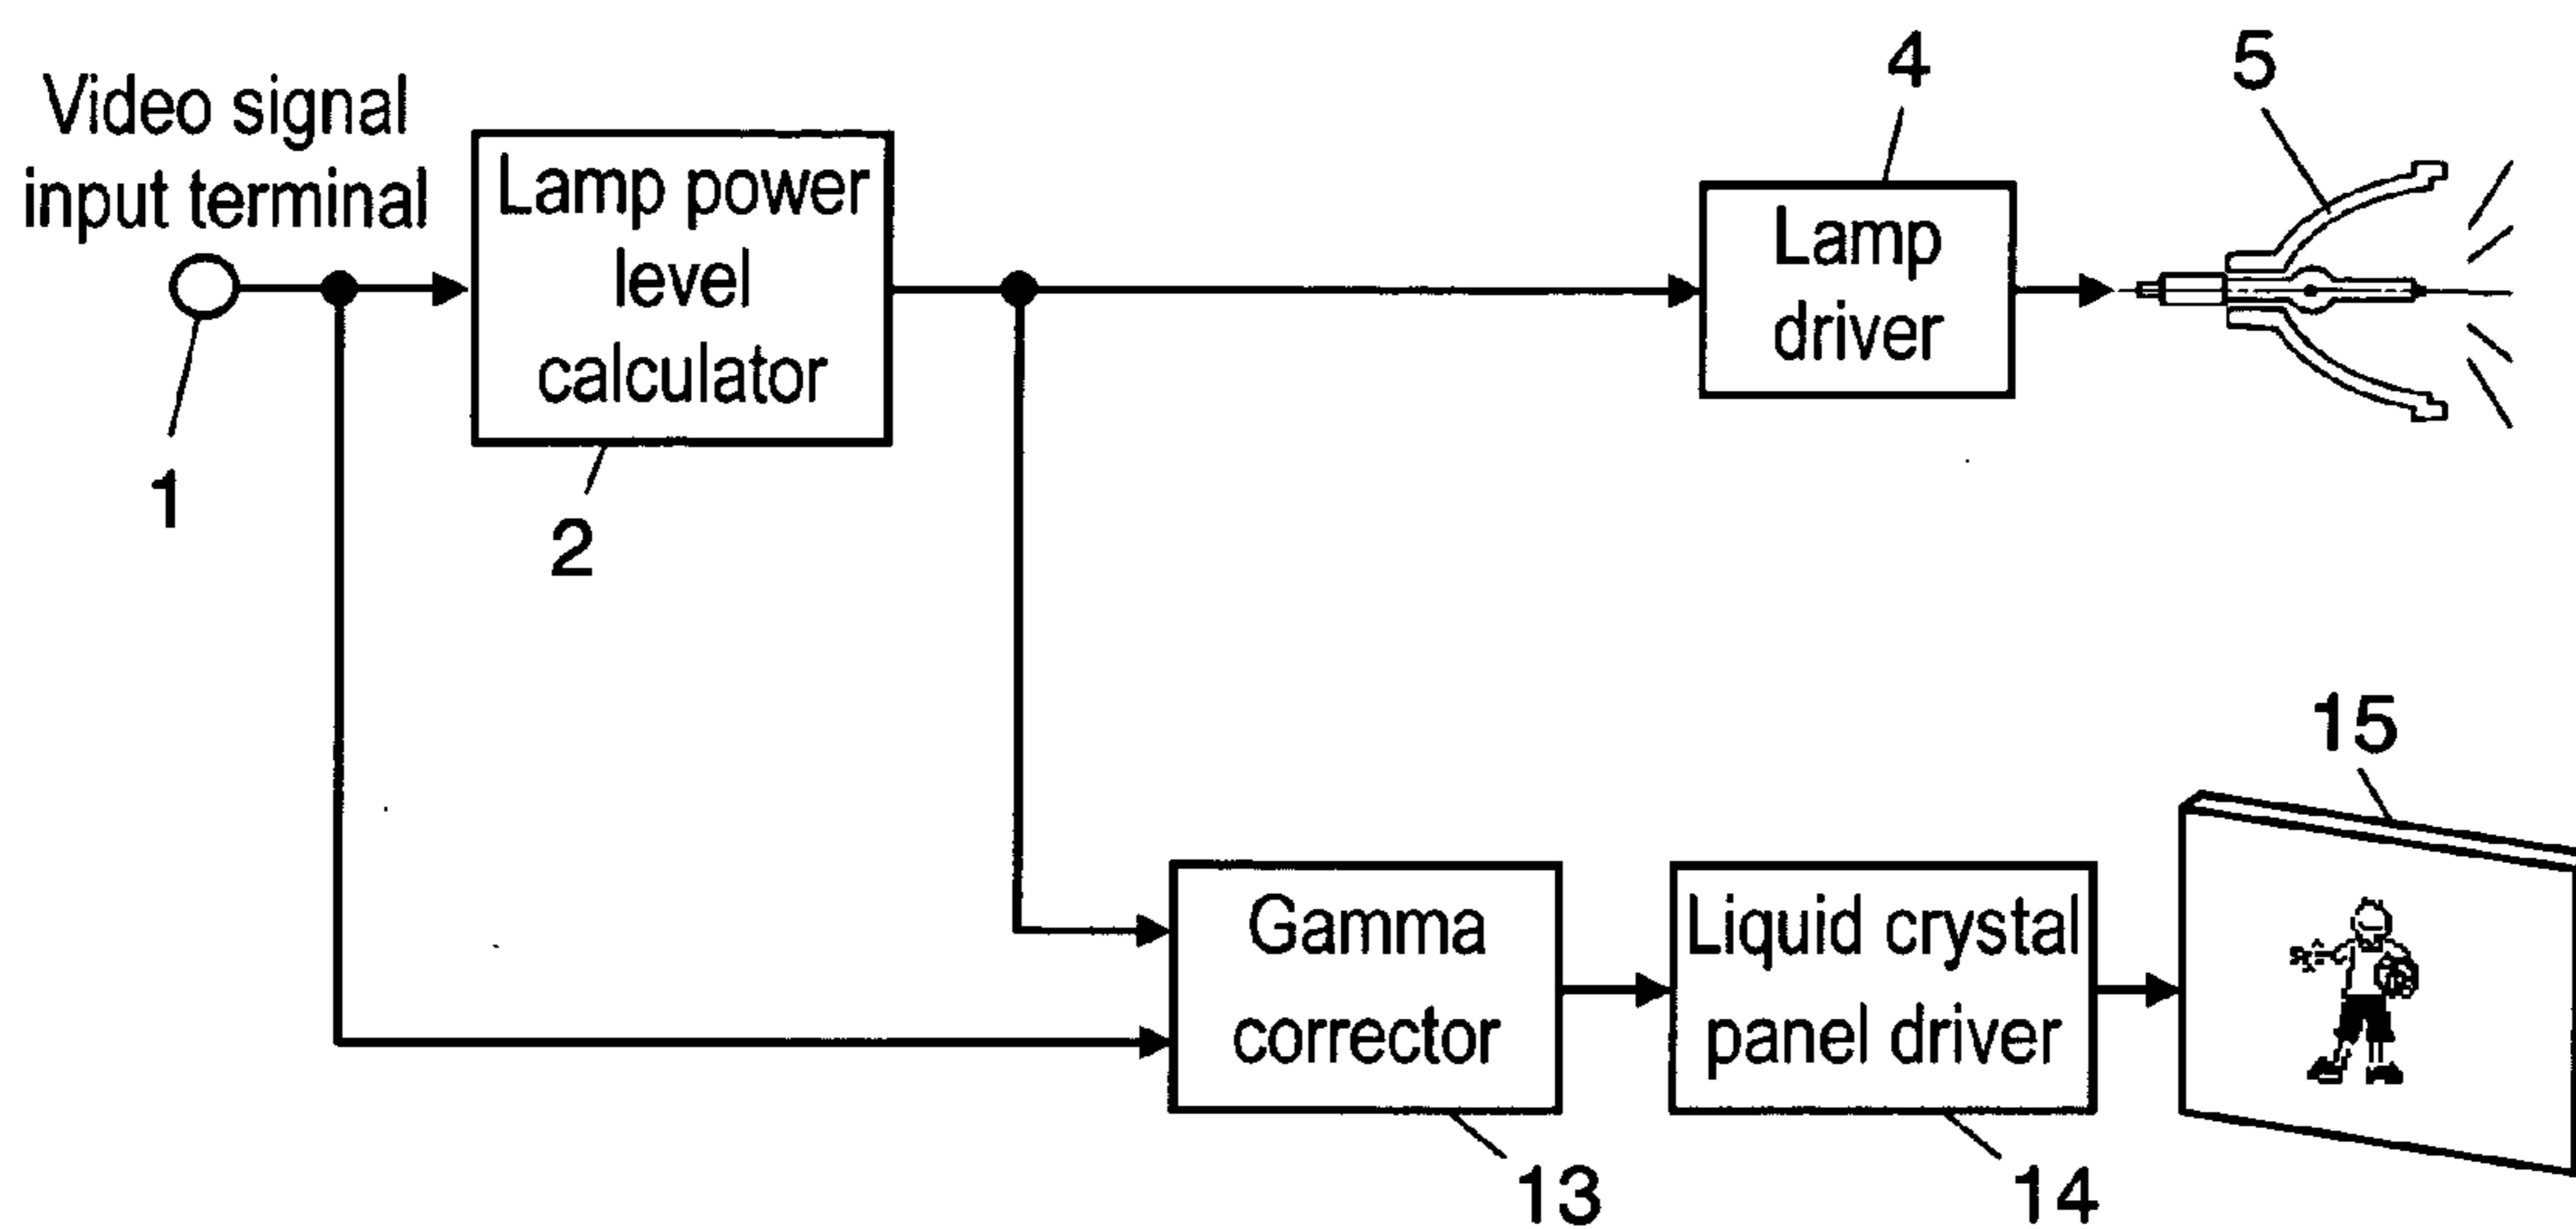 Video signal
input terminal
1
Lamp power
level
calculator
2
4
Lamp
driver
5
Gamma
corrector
13
Liquid crystal
panel driver
14
15